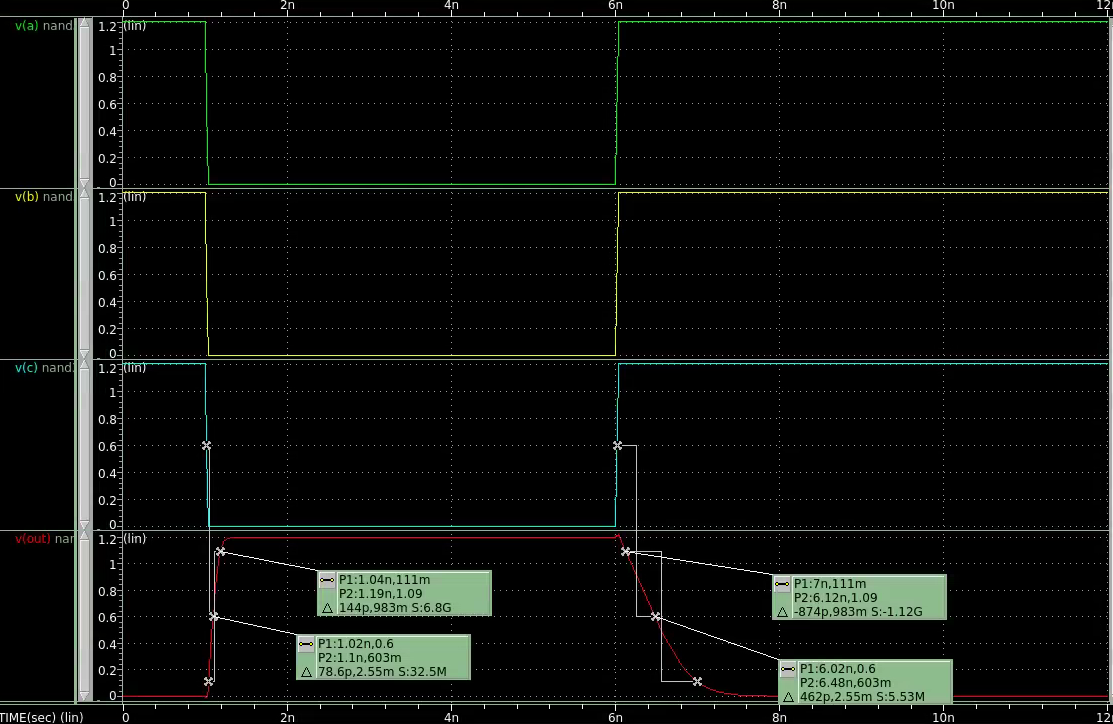 0 2n 4n 6n 8n 10n 12
v(a) nand
1.2 (lin)
1
0.8
0.6
0.4
0.2
0
v(b) nand
1.2 (lin)
1
0.8
0.6
0.4
0.2
0
v(c) nand
1.2 (lin)
1
0.8
0.6
0.4
0.2
0
v(out) nan
1.2 (lin)
1
0.8
0.6
0.4
0.2
0
P1:1.04n,111m
P2:1.19n,1.09
△ 144p,983m S:6.8G
P1:1.02n,0.6
P2:1.1n,603m
△ 78.6p,2.55m S:32.5M
P1:7n,111m
P2:6.12n,1.09
△ -874p,983m S:-1.12G
P1:6.02n,0.6
P2:6.48n,603m
△ 462p,2.55m S:5.53M
TIME(sec) (lin) 0 2n 4n 6n 8n 10n 12